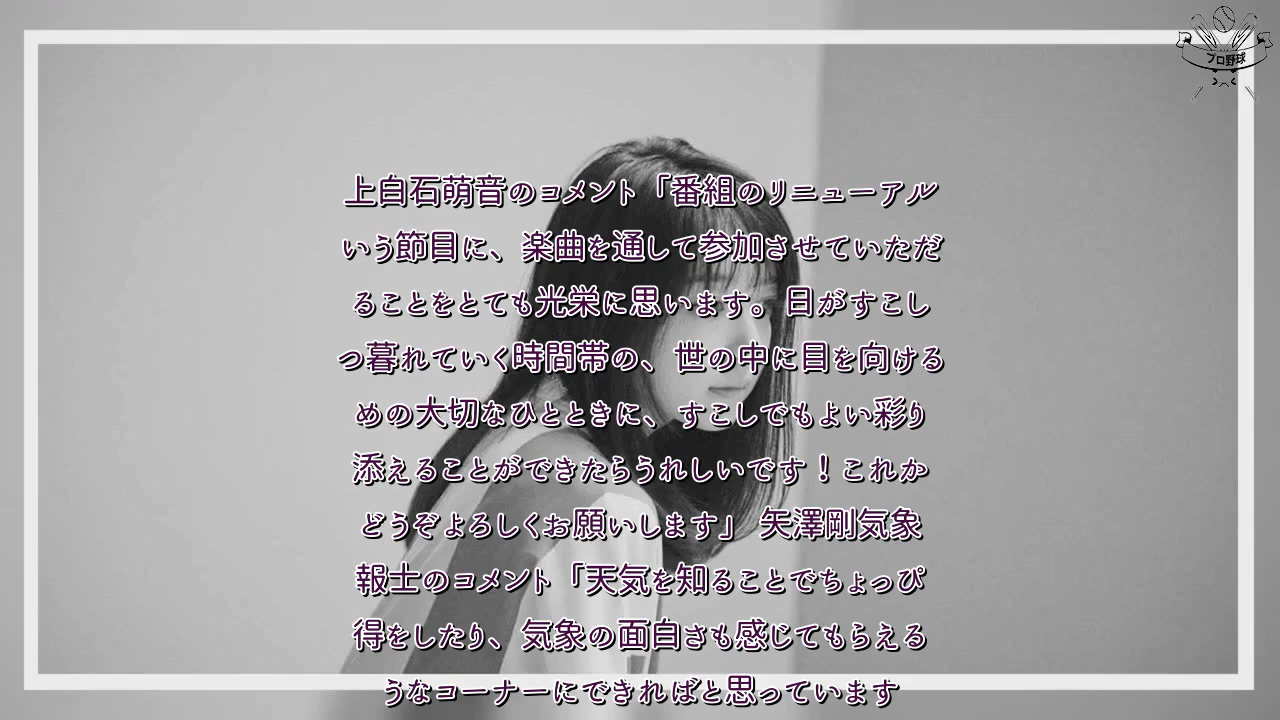 プロ野球
上白石萌音のコメント「番組のリニューアル
いう節目に、楽曲を通して参加させていただ
ることをとても光栄に思います。日がすこし
つ暮れていく時間帯の、世の中に目を向ける
めの大切なひとときに、すこしでもよい彩り
添えることができたらうれしいです！これか
どうぞよろしくお願いします」 矢澤剛気象
報士のコメント「天気を知ることでちょっぴ
得をしたり、気象の面白さも感じてもらえる
うなコーナーにできればと思っています